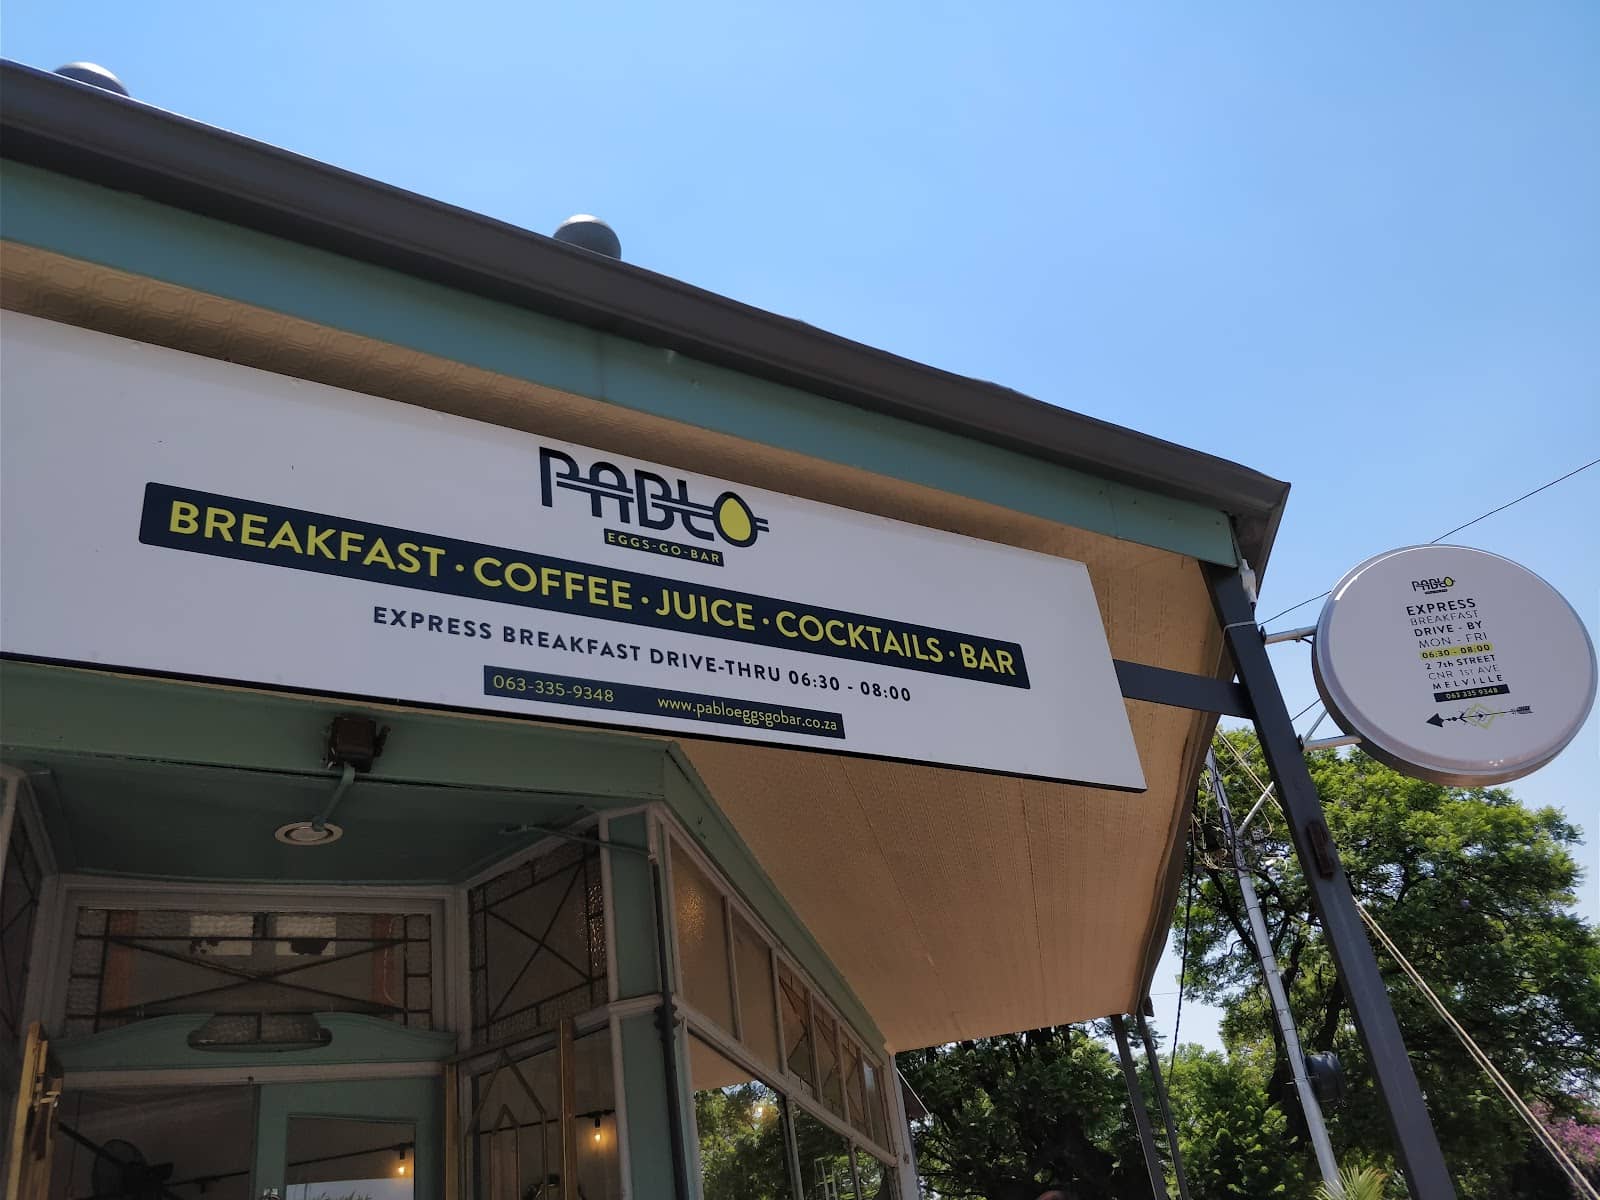 PABLO
EGGS-GO-BAR
BREAKFAST · COFFEE · JUICE · COCKTAILS · BAR
EXPRESS BREAKFAST DRIVE-THRU 06:30 - 08:00
063-335-9348 www.pabloeggsgobar.co.za
PABLO
EXPRESS
BREAKFAST
DRIVE - BY
MON - FRI
06:30 - 08:00
2 7th STREET
CNR 1ST AVE
MELVILLE
063 335 9348